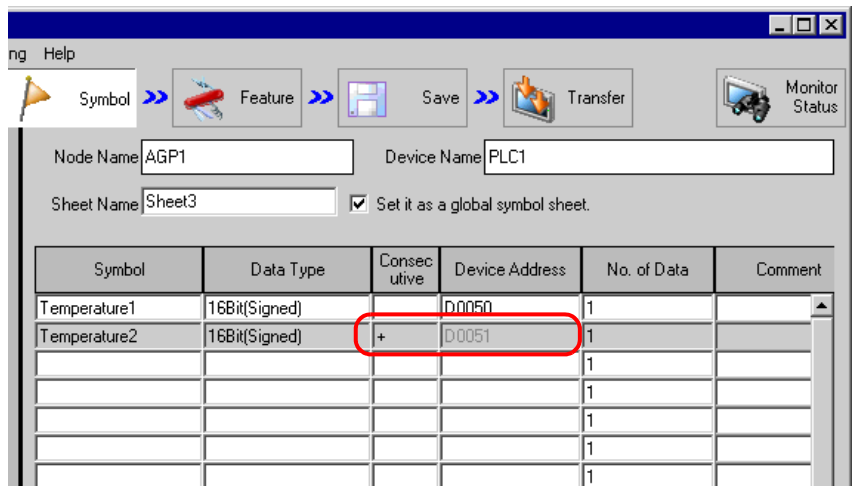 ng Help
Symbol Feature Save Transfer Monitor Status
Node Name AGP1 Device Name PLC1
Sheet Name Sheet3 Set it as a global symbol sheet.
Symbol Data Type Consec utive Device Address No. of Data Comment
Temperature1 16Bit(Signed) D0050 1
Temperature2 16Bit(Signed) + D0051 1
1
1
1
1
1